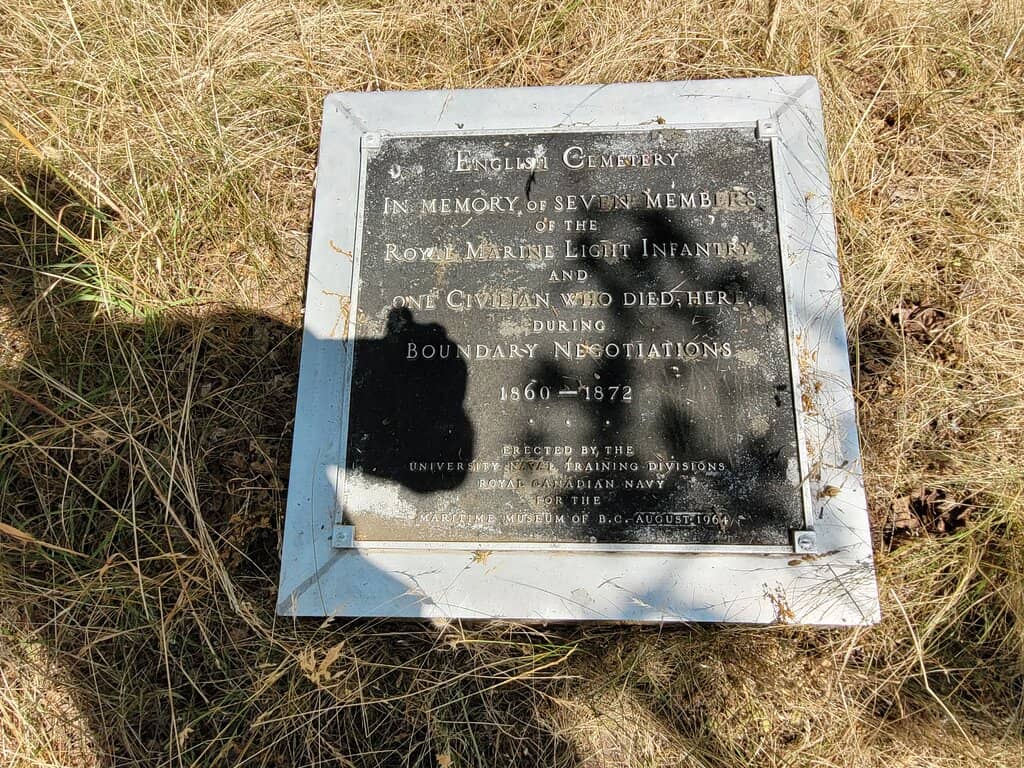 English Cemetery
In memory of seven members
of the
Royal Marine Light Infantry
and
one Civilian who died here,
during
Boundary Negotiations
1860 — 1872
erected by the
University Naval Training Divisions
Royal Canadian Navy
for the
Maritime Museum of B.C. August 1964